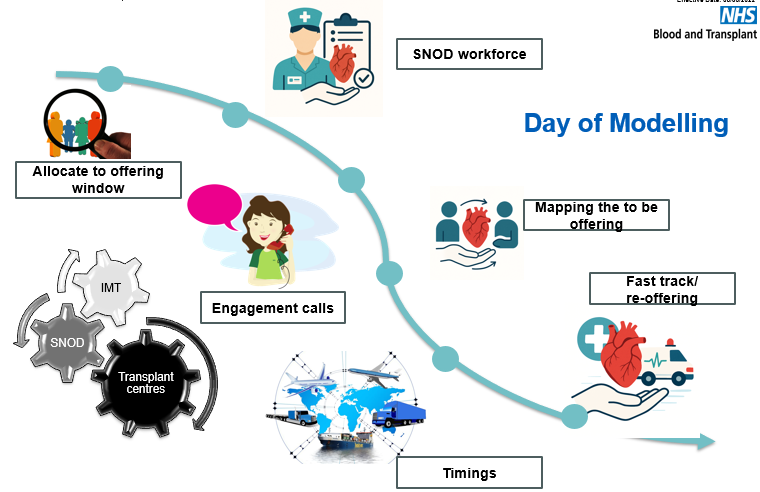 NHS
Blood and Transplant
SNOD workforce
Day of Modelling
Allocate to offering
window
Mapping the to be
offering
Engagement calls
Fast track/
re-offering
IMT
SNOD
Transplant
centres
Timings